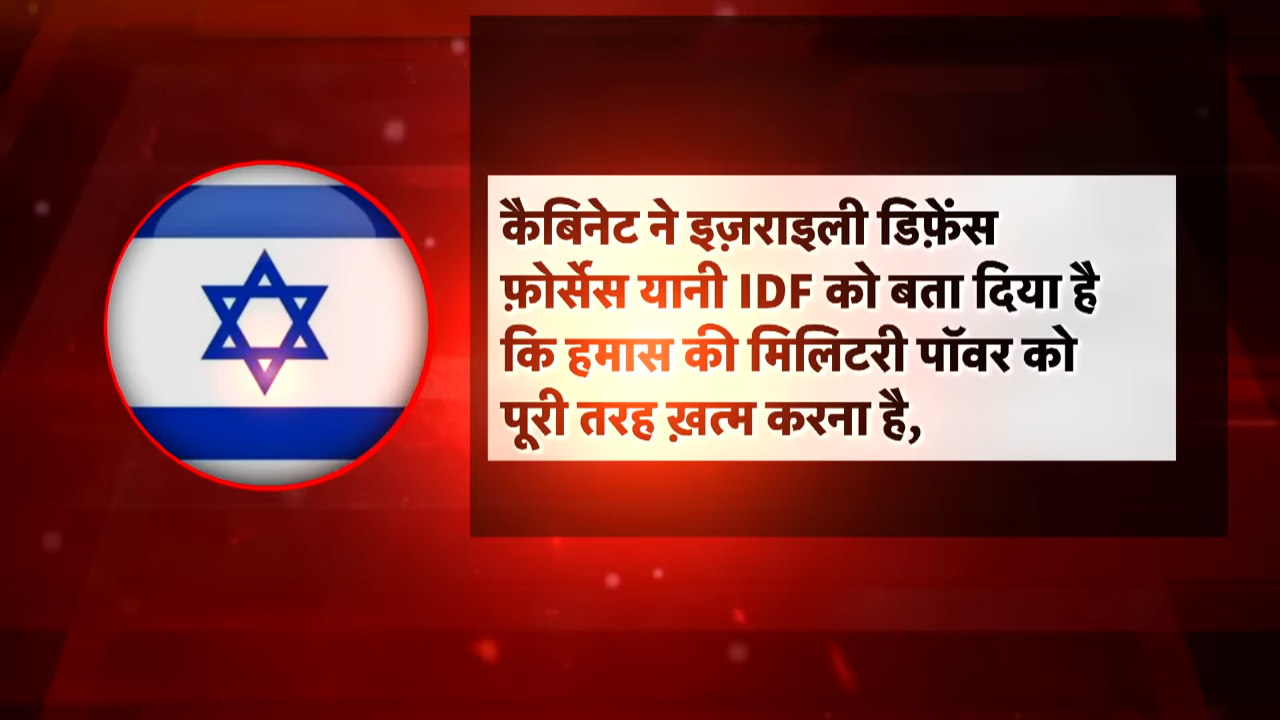 कैबिनेट ने इज़राइली डिफ़ेंस
फ़ोर्सेस यानी IDF को बता दिया है
कि हमास की मिलिटरी पॉवर को
पूरी तरह ख़त्म करना है,